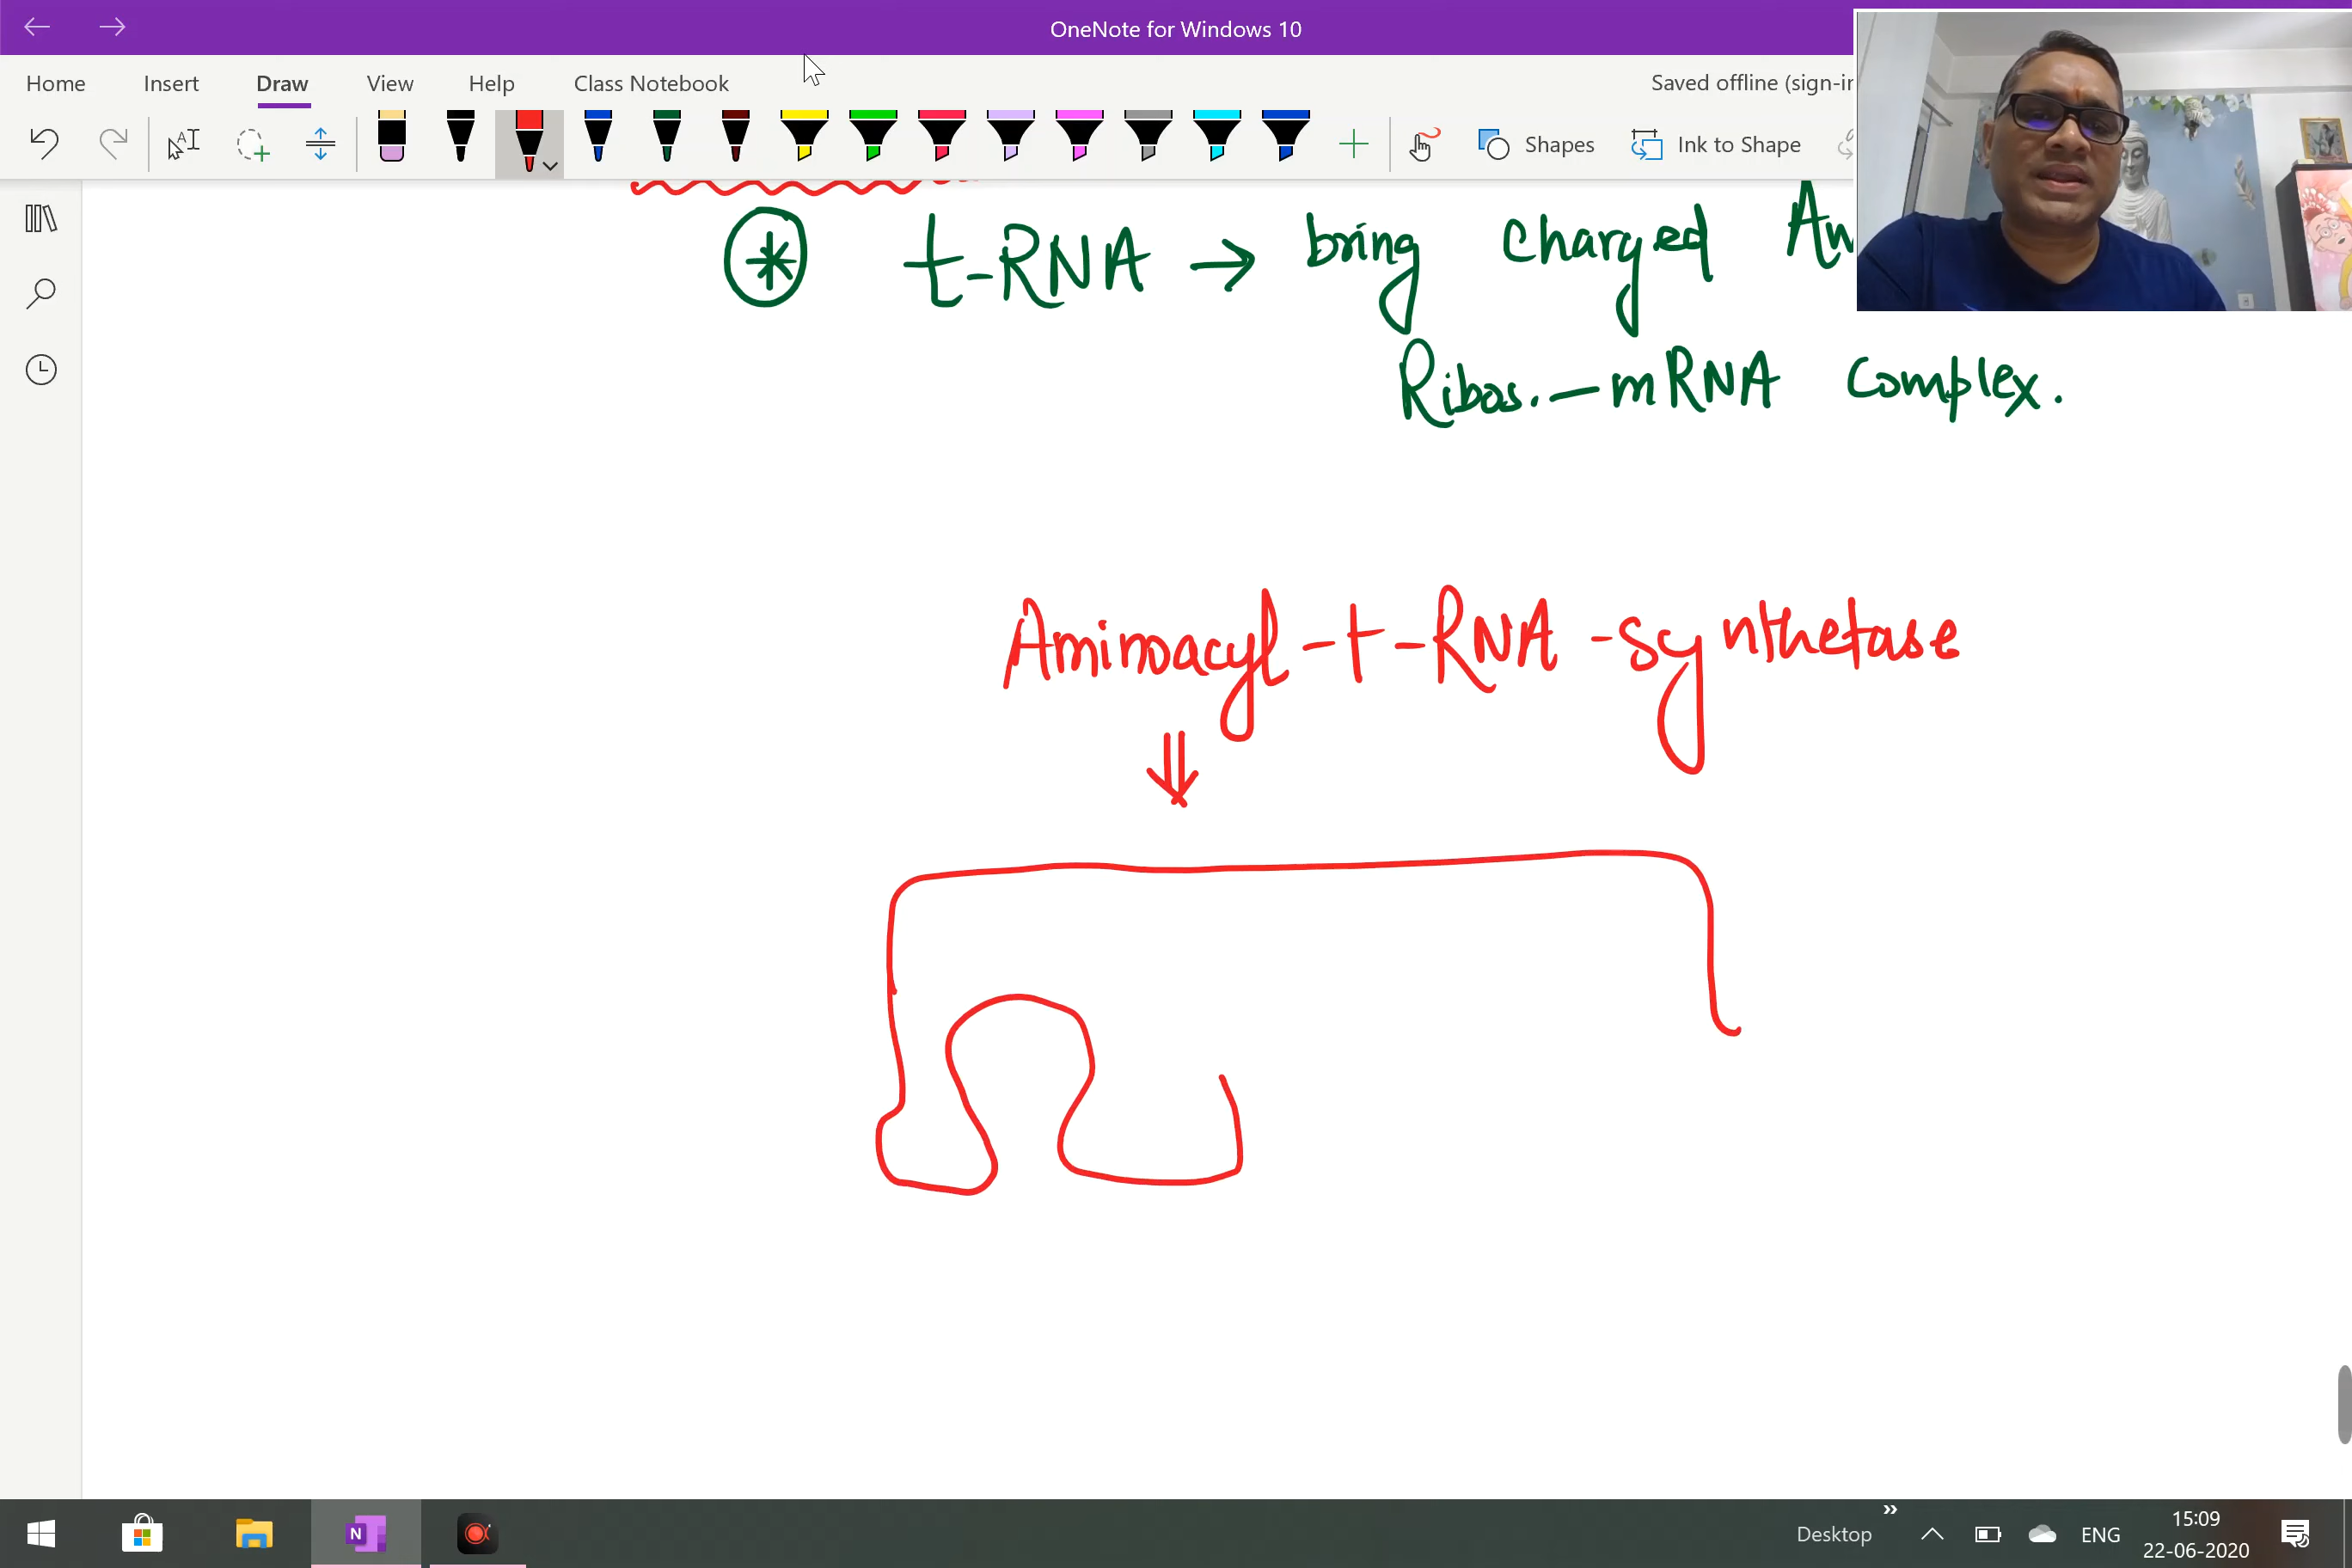 OneNote for Windows 10
Home Insert Draw View Help Class Notebook Saved offline (sign-in
Shapes Ink to Shape
t-RNA → bring charged
Ribos. – mRNA Complex.
Aminoacyl - t - RNA - synthetase
Desktop ENG 15:09
22-06-2020